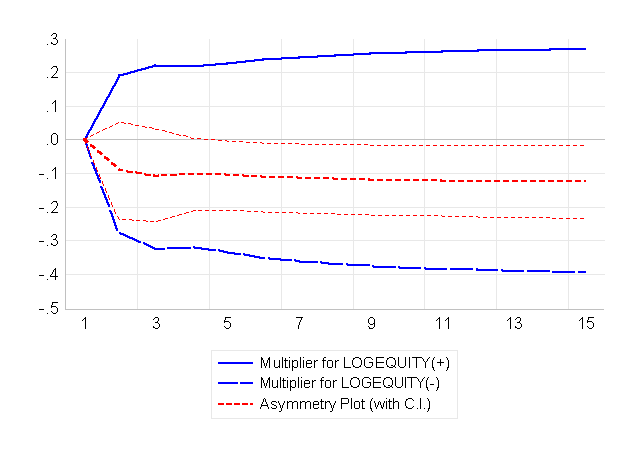 .3
.2
.1
.0
-.1
-.2
-.3
-.4
-.5
1 3 5 7 9 11 13 15
Multiplier for LOGEQUITY(+)
Multiplier for LOGEQUITY(-)
Asymmetry Plot (with C.I.)